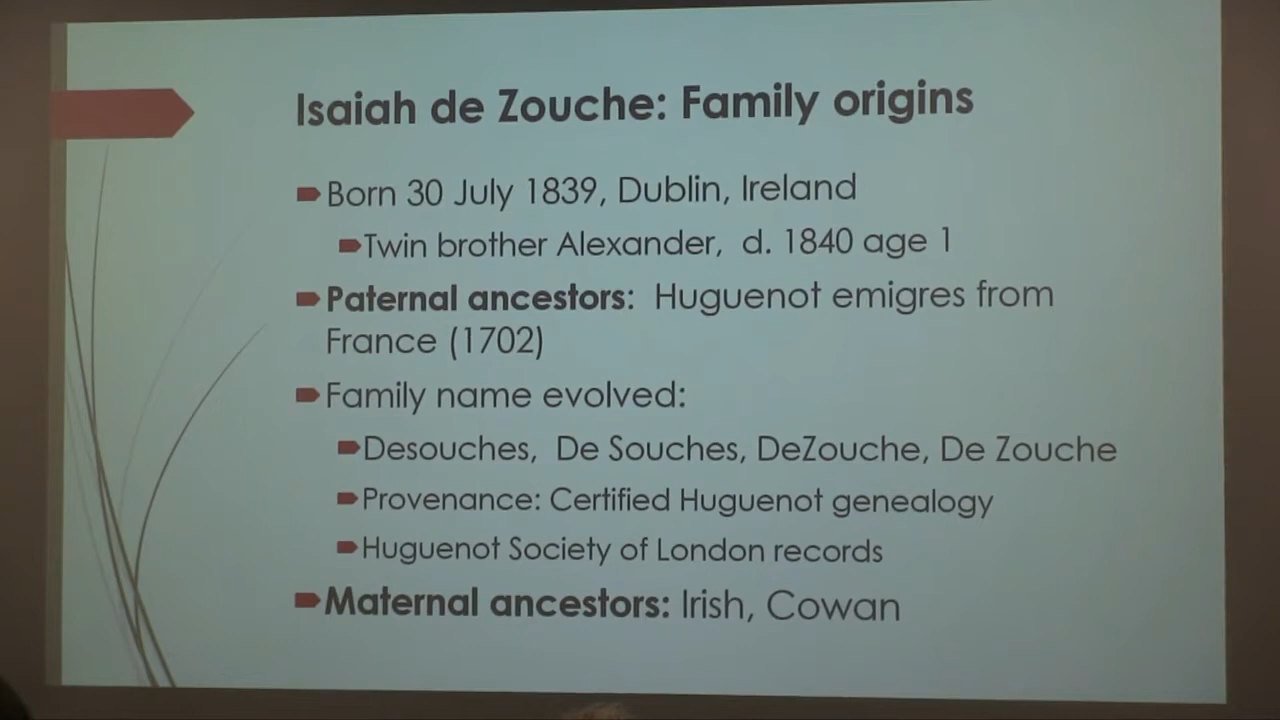 Isaiah de Zouche: Family origins
Born 30 July 1839, Dublin, Ireland
Twin brother Alexander, d. 1840 age 1
Paternal ancestors: Huguenot emigres from
France (1702)
Family name evolved:
Desouches, De Souches, DeZouche, De Zouche
Provenance: Certified Huguenot genealogy
Huguenot Society of London records
Maternal ancestors: Irish, Cowan